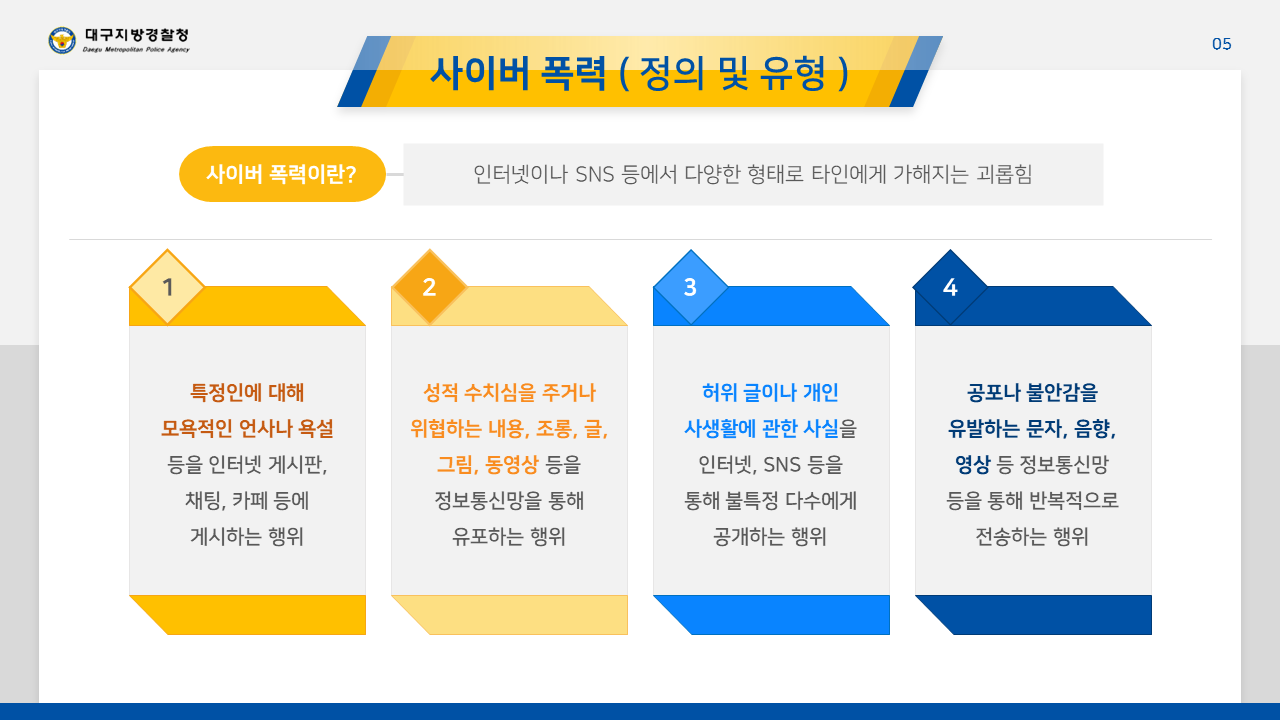 대구지방경찰청
Daegu Metropolitan Police Agency
05
사이버 폭력 ( 정의 및 유형 )
사이버 폭력이란?
인터넷이나 SNS 등에서 다양한 형태로 타인에게 가해지는 괴롭힘
1
특정인에 대해
모욕적인 언사나 욕설
등을 인터넷 게시판,
채팅, 카페 등에
게시하는 행위
2
성적 수치심을 주거나
위협하는 내용, 조롱, 글,
그림, 동영상 등을
정보통신망을 통해
유포하는 행위
3
허위 글이나 개인
사생활에 관한 사실을
인터넷, SNS 등을
통해 불특정 다수에게
공개하는 행위
4
공포나 불안감을
유발하는 문자, 음향,
영상 등 정보통신망
등을 통해 반복적으로
전송하는 행위